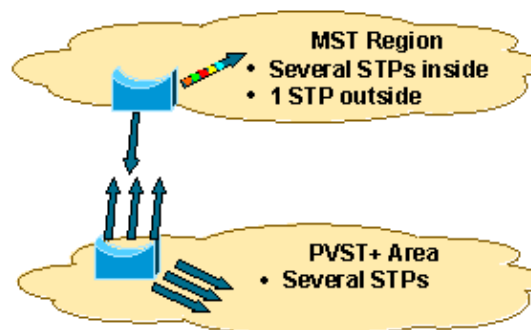 MST Region
• Several STPs inside
• 1 STP outside
PVST+ Area
• Several STPs